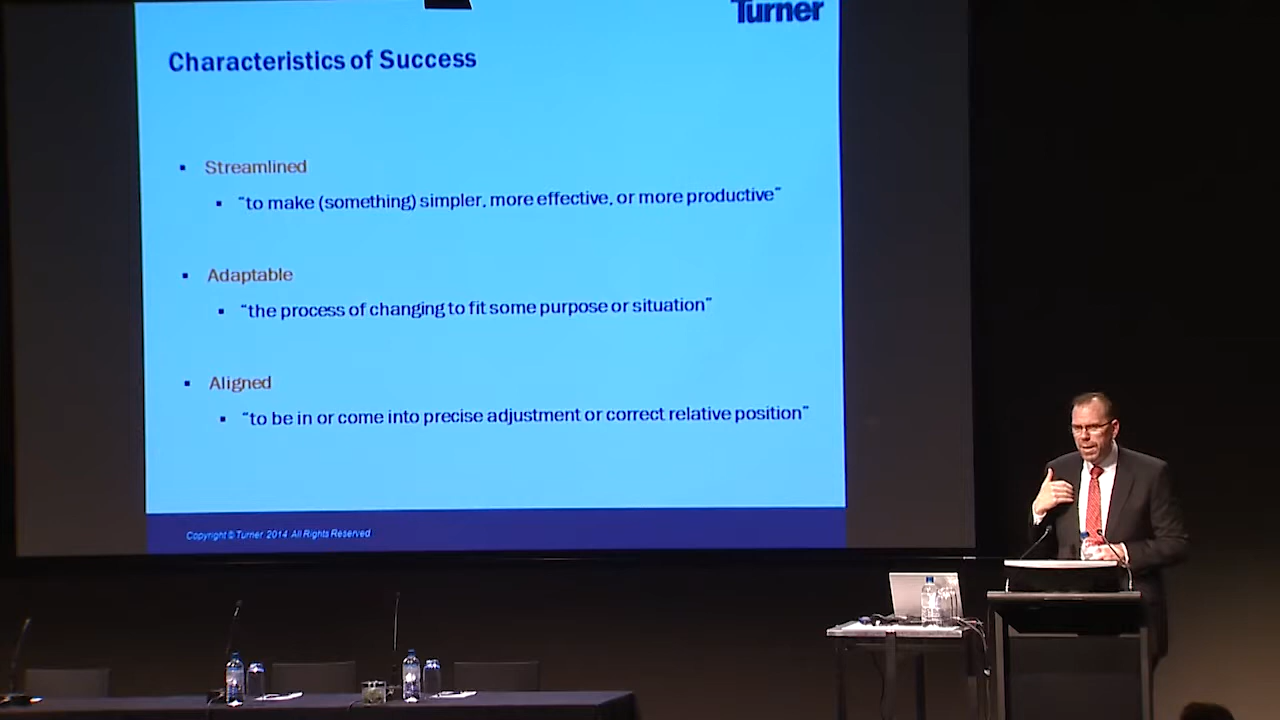 Turner
Characteristics of Success
▪ Streamlined
▪ "to make (something) simpler, more effective, or more productive"
▪ Adaptable
▪ "the process of changing to fit some purpose or situation"
▪ Aligned
▪ "to be in or come into precise adjustment or correct relative position"
Copyright © Turner 2014 All Rights Reserved